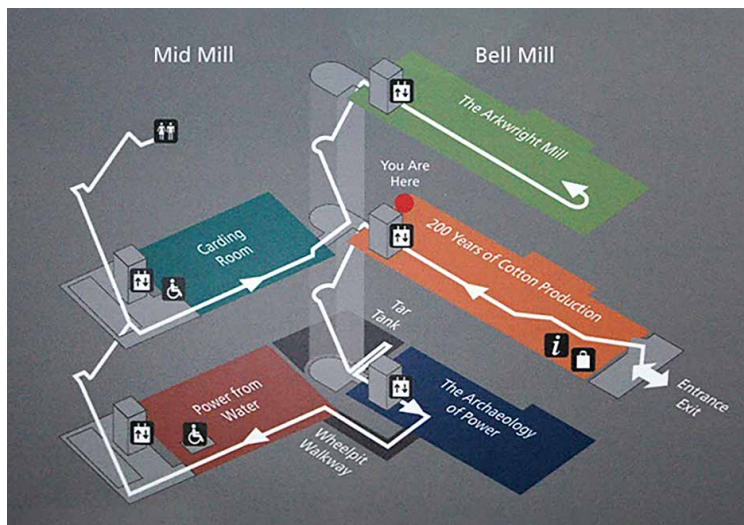 Mid Mill
Bell Mill
The Arkwright Mill
You Are
Here
Carding
Room
200 Years of Cotton Production
Tar
Tank
i
Entrance
Exit
Power from
Water
The Archaeology
of Power
Wheelpit
Walkway